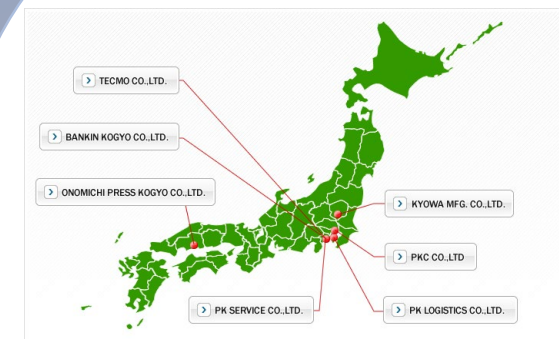 TECMO CO.,LTD.
BANKIN KOGYO CO.,LTD.
ONOMICHI PRESS KOGYO CO.,LTD.
KYOWA MFG. CO.,LTD.
PKC CO.,LTD
PK SERVICE CO.,LTD.
PK LOGISTICS CO.,LTD.